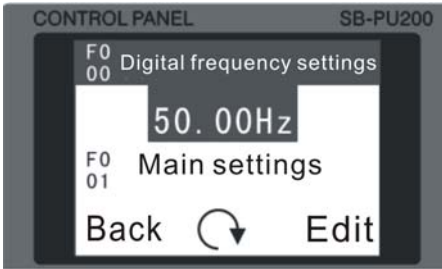 CONTROL PANEL SB-PU200
F0 00 Digital frequency settings
50.00Hz
F0 01 Main settings
Back Edit